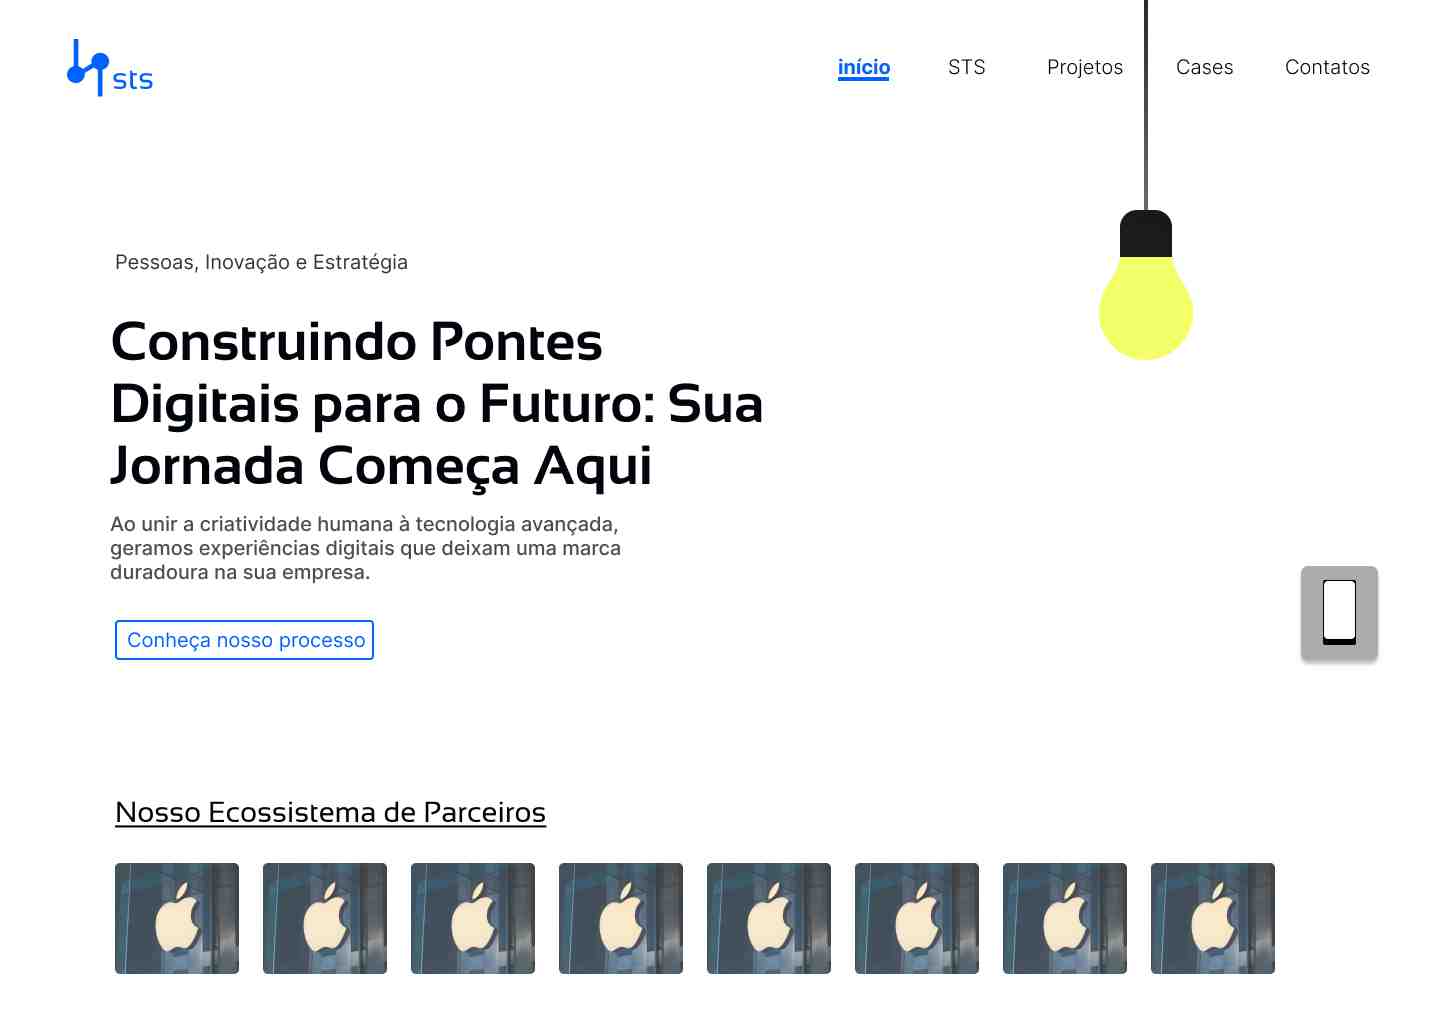 sts
início
STS
Projetos
Cases
Contatos
Pessoas, Inovação e Estratégia
Construindo Pontes
Digitais para o Futuro: Sua
Jornada Começa Aqui
Ao unir a criatividade humana à tecnologia avançada,
geramos experiências digitais que deixam uma marca
duradoura na sua empresa.
Conheça nosso processo
Nosso Ecossistema de Parceiros